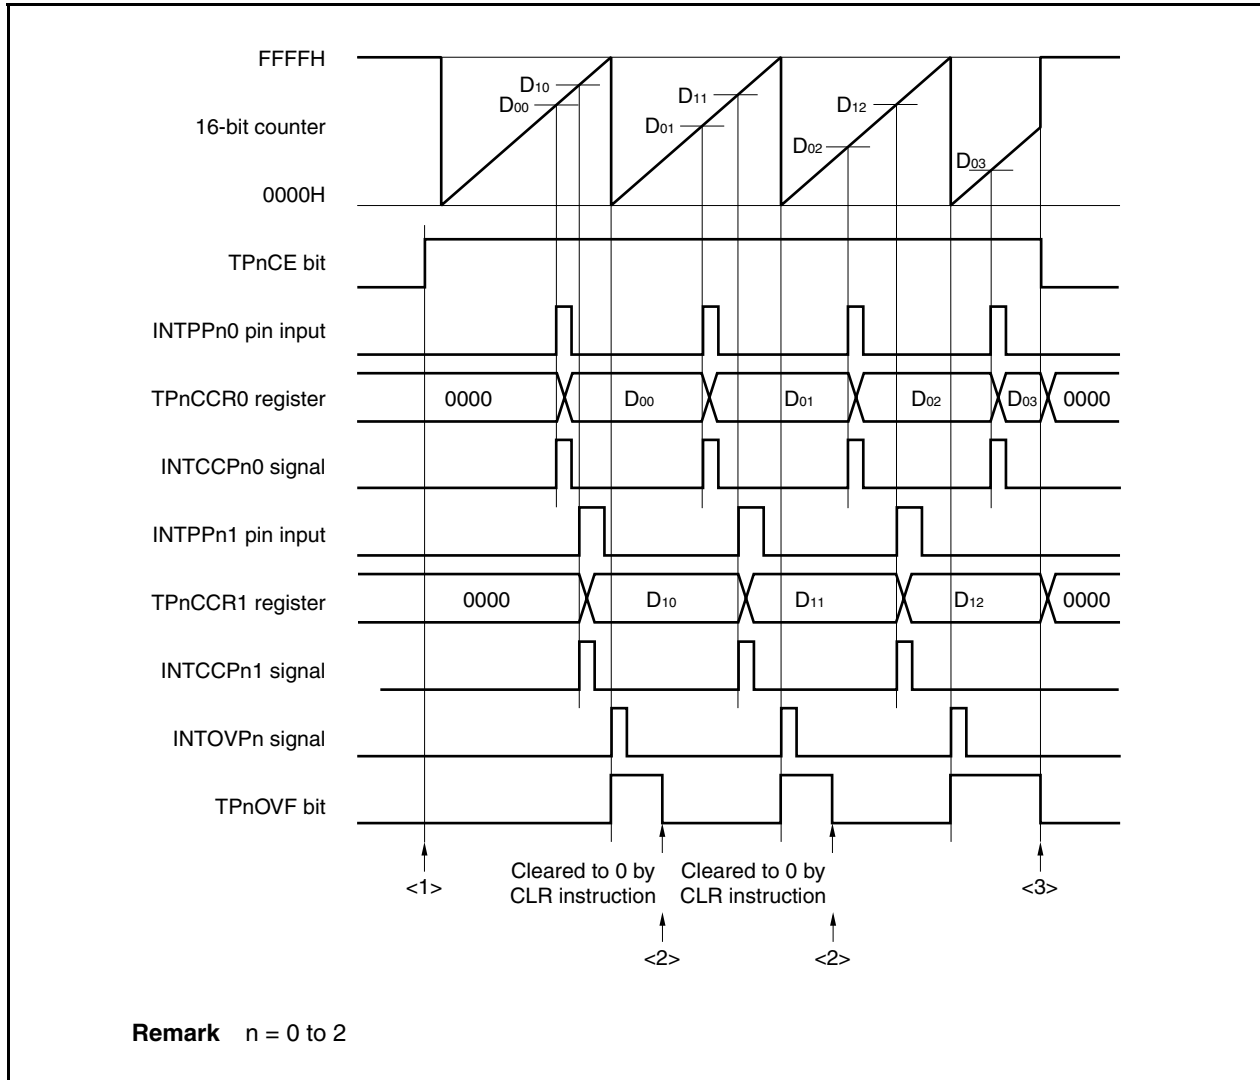 FFFFH
D10
D00
D11
D01
D12
D02
D03
16-bit counter
0000H
TPnCE bit
INTPPn0 pin input
TPnCCR0 register
0000 D00 D01 D02 D03 0000
INTCCPn0 signal
INTPPn1 pin input
TPnCCR1 register
0000 D10 D11 D12 0000
INTCCPn1 signal
INTOVPn signal
TPnOVF bit
<1>
Cleared to 0 by
CLR instruction
<2>
Cleared to 0 by
CLR instruction
<2>
<3>
Remark n = 0 to 2